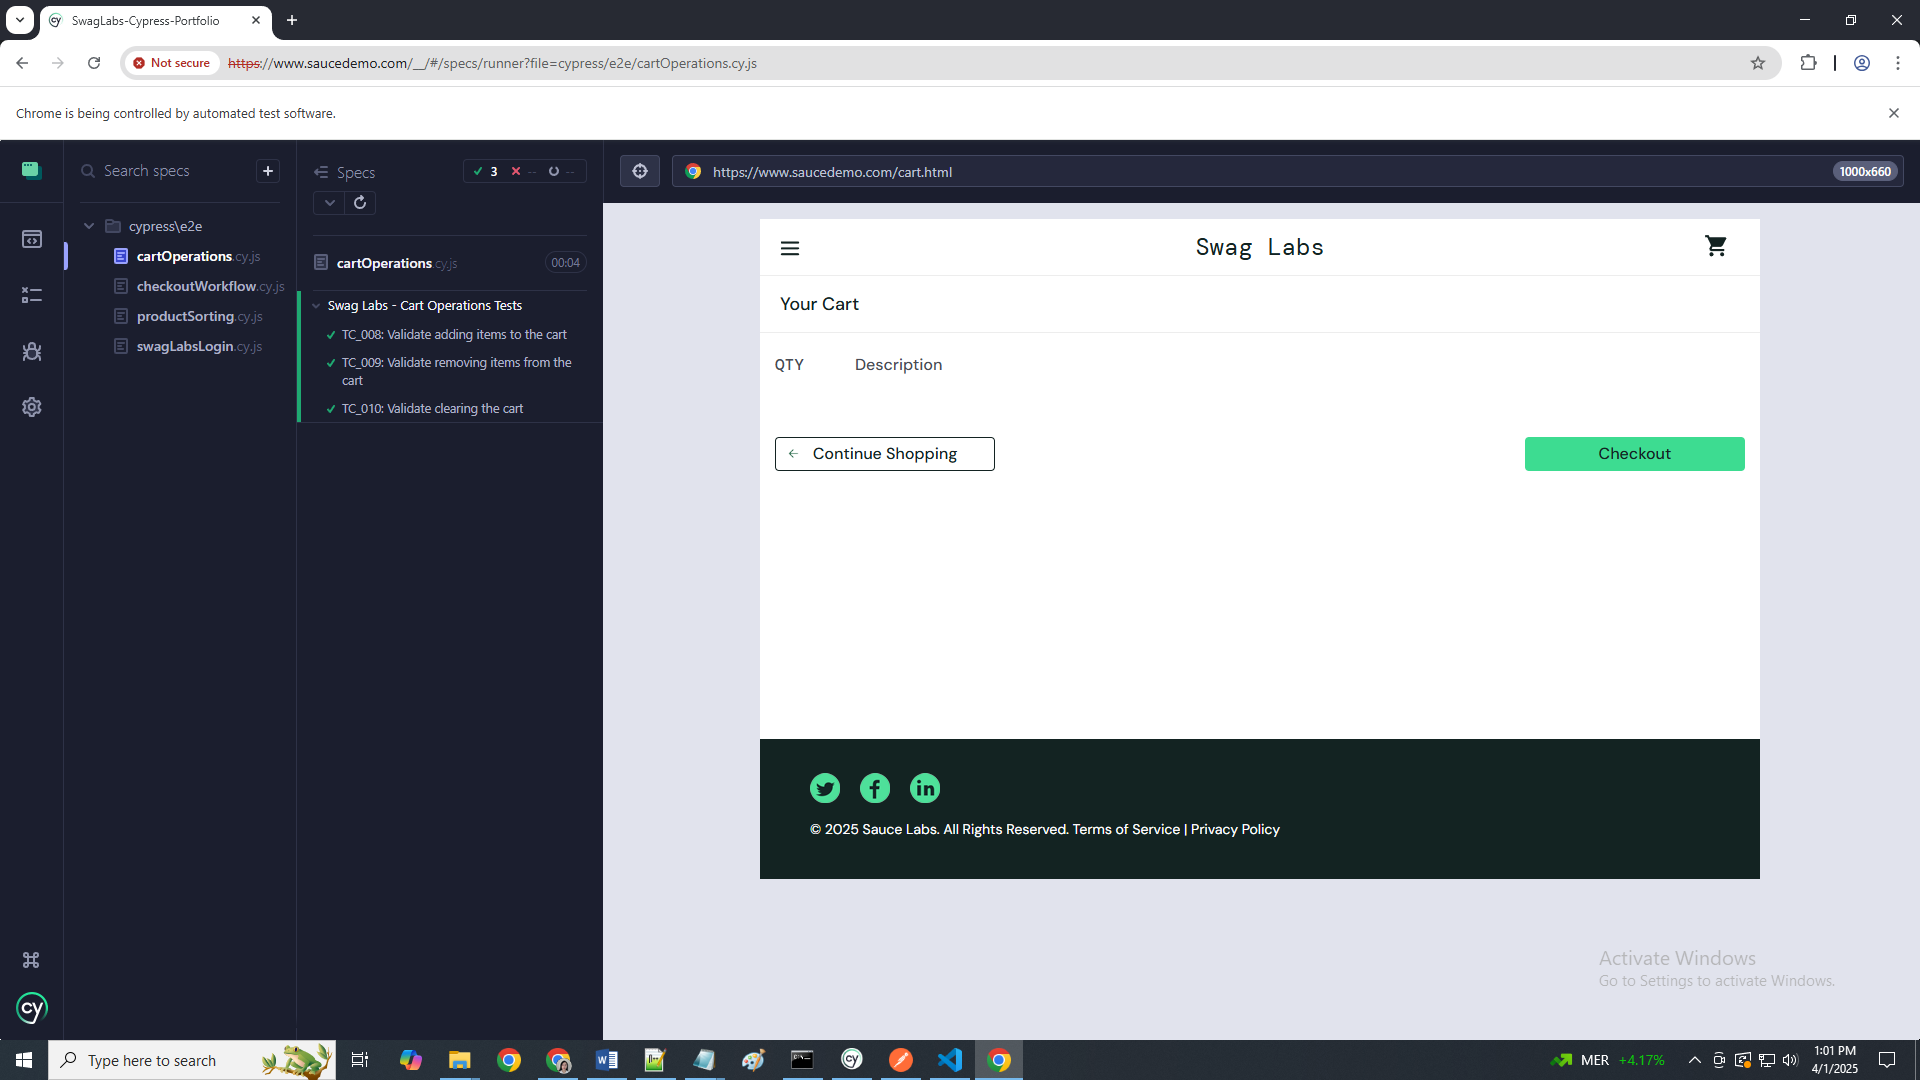 SwagLabs-Cypress-Portfolio
Not secure
https://www.saucedemo.com/__/#/specs/runner?file=cypress/e2e/cartOperations.cy.js
Chrome is being controlled by automated test software.
Search specs
cypress\e2e
cartOperations.cy.js
checkoutWorkflow.cy.js
productSorting.cy.js
swagLabsLogin.cy.js
Specs
3 -- --
cartOperations.cy.js 00:04
Swag Labs - Cart Operations Tests
TC_008: Validate adding items to the cart
TC_009: Validate removing items from the
cart
TC_010: Validate clearing the cart
https://www.saucedemo.com/cart.html 1000x660
Swag Labs
Your Cart
QTY Description
Continue Shopping Checkout
© 2025 Sauce Labs. All Rights Reserved. Terms of Service | Privacy Policy
Activate Windows
Go to Settings to activate Windows.
cy
Type here to search
MER +4.17%
1:01 PM
4/1/2025